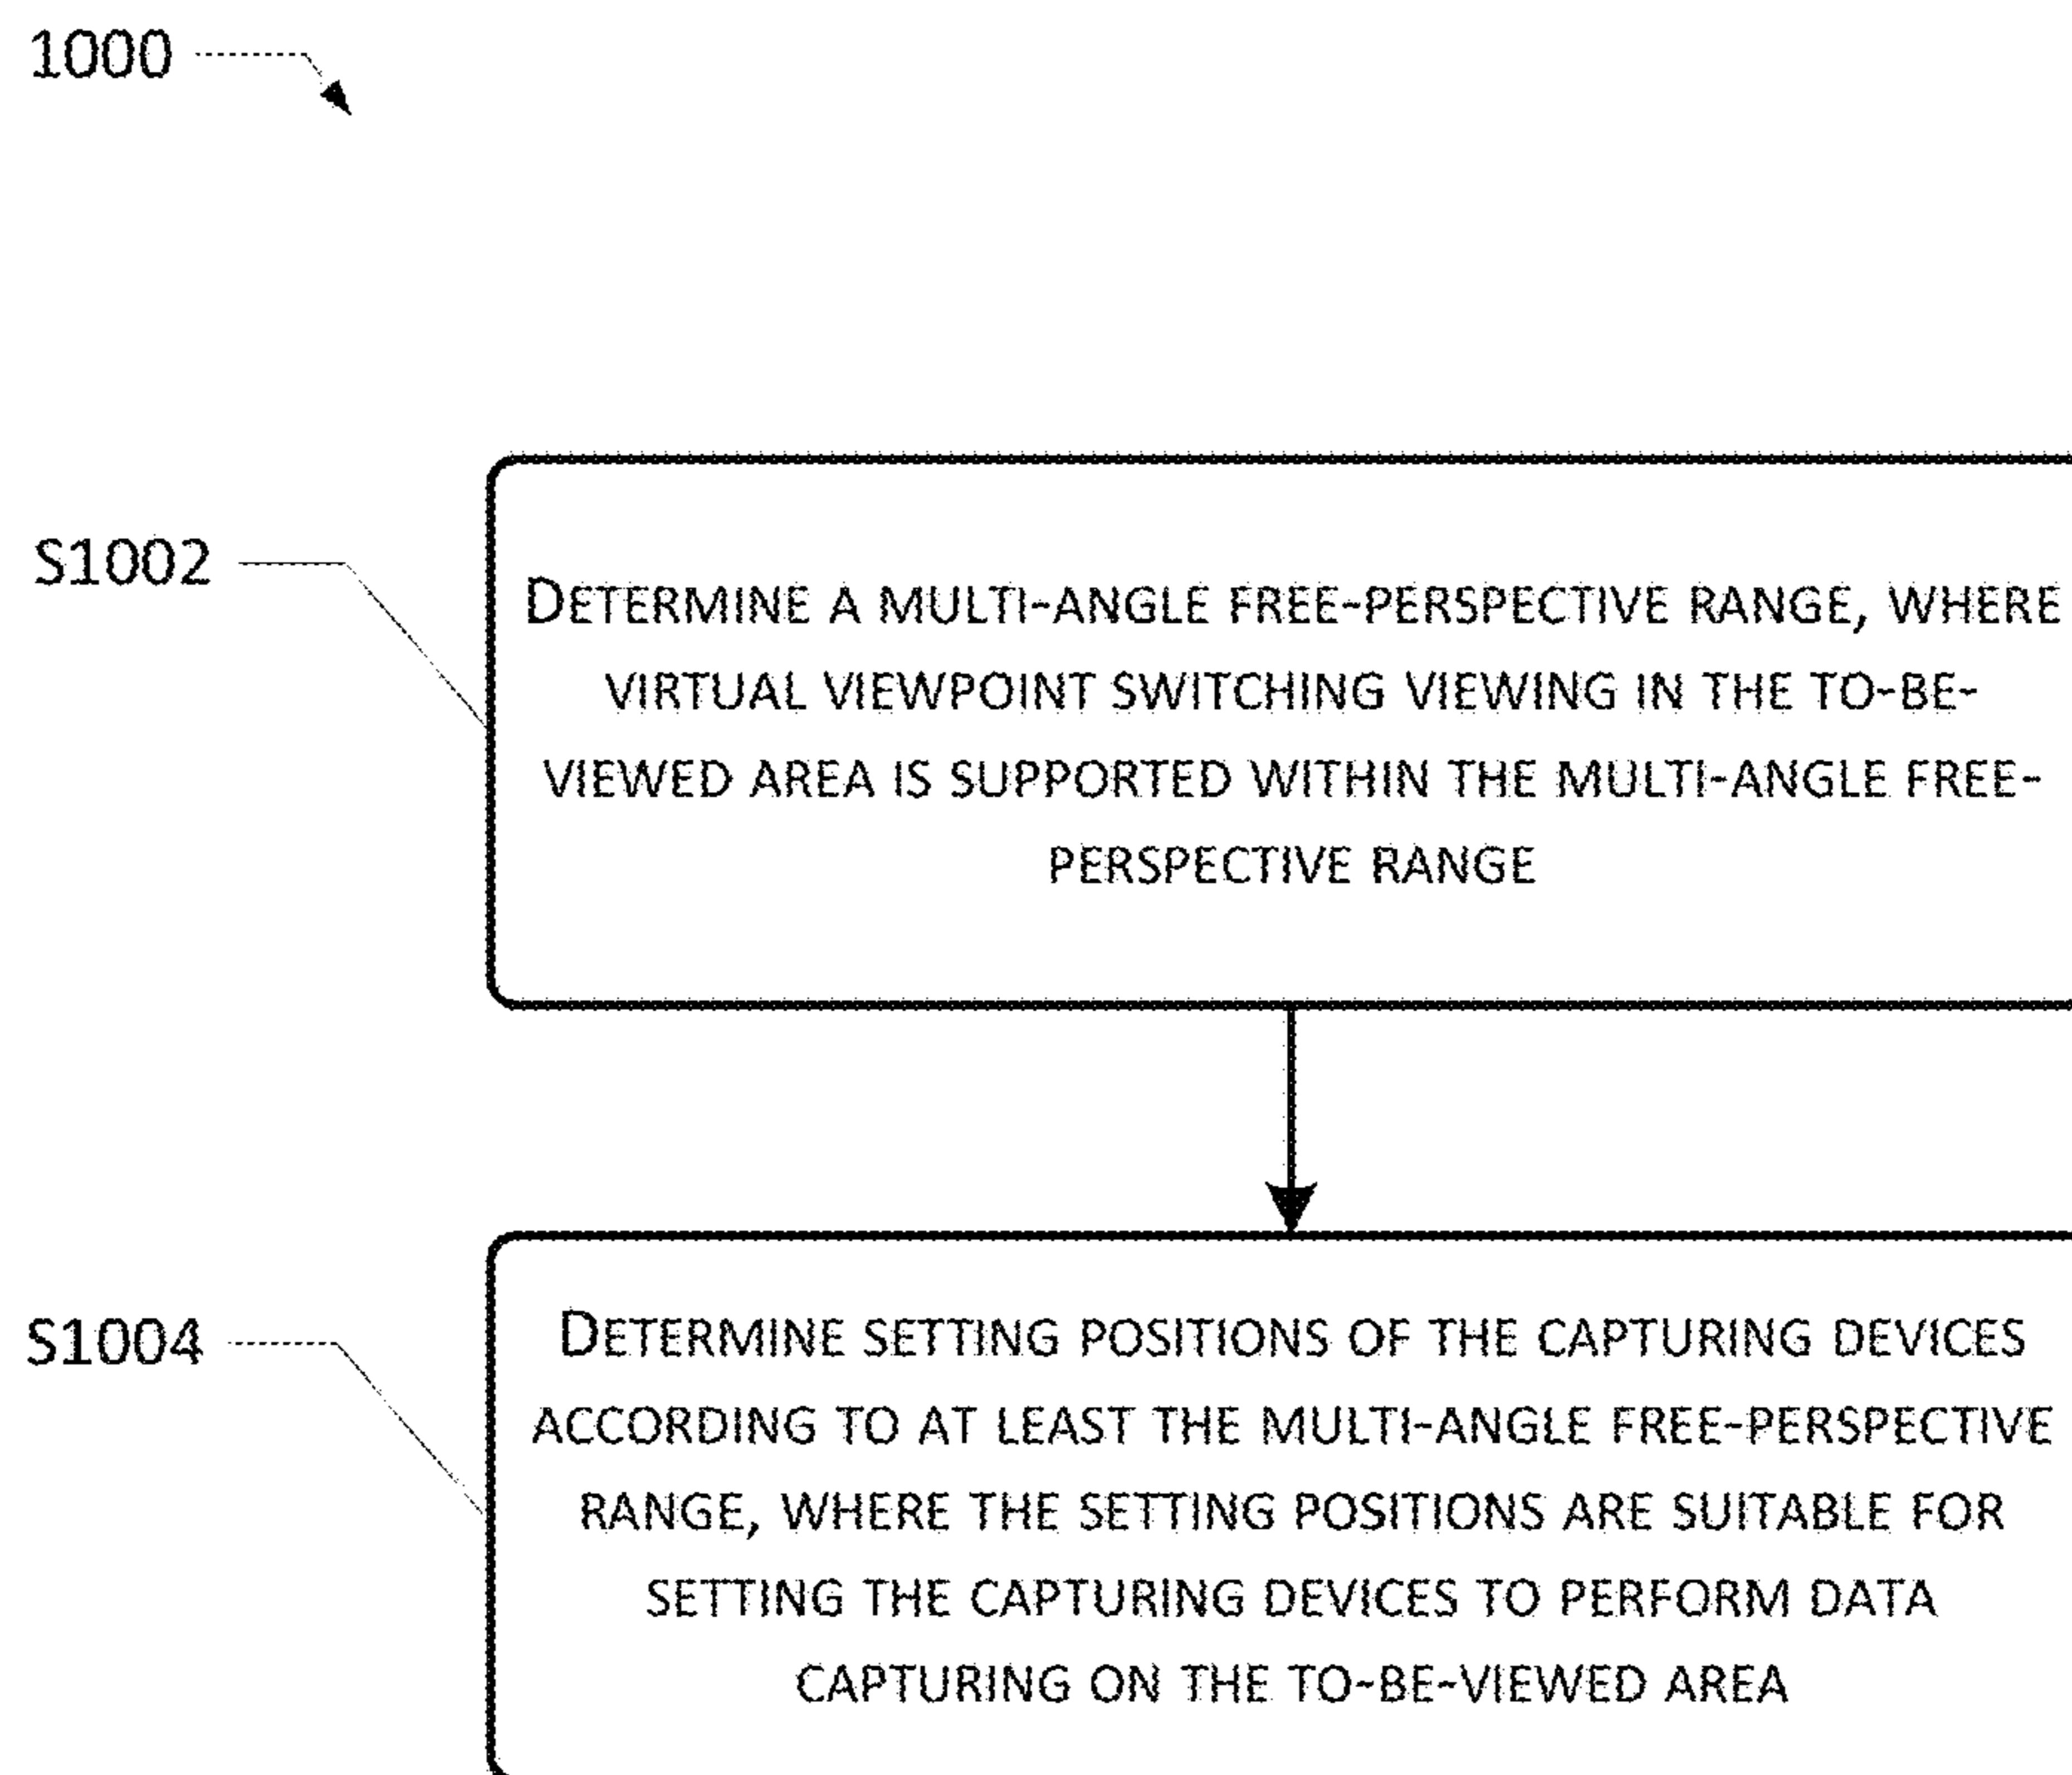 1000
S1002
DETERMINE A MULTI-ANGLE FREE-PERSPECTIVE RANGE, WHERE
VIRTUAL VIEWPOINT SWITCHING VIEWING IN THE TO-BE-
VIEWED AREA IS SUPPORTED WITHIN THE MULTI-ANGLE FREE-
PERSPECTIVE RANGE
S1004
DETERMINE SETTING POSITIONS OF THE CAPTURING DEVICES
ACCORDING TO AT LEAST THE MULTI-ANGLE FREE-PERSPECTIVE
RANGE, WHERE THE SETTING POSITIONS ARE SUITABLE FOR
SETTING THE CAPTURING DEVICES TO PERFORM DATA
CAPTURING ON THE TO-BE-VIEWED AREA